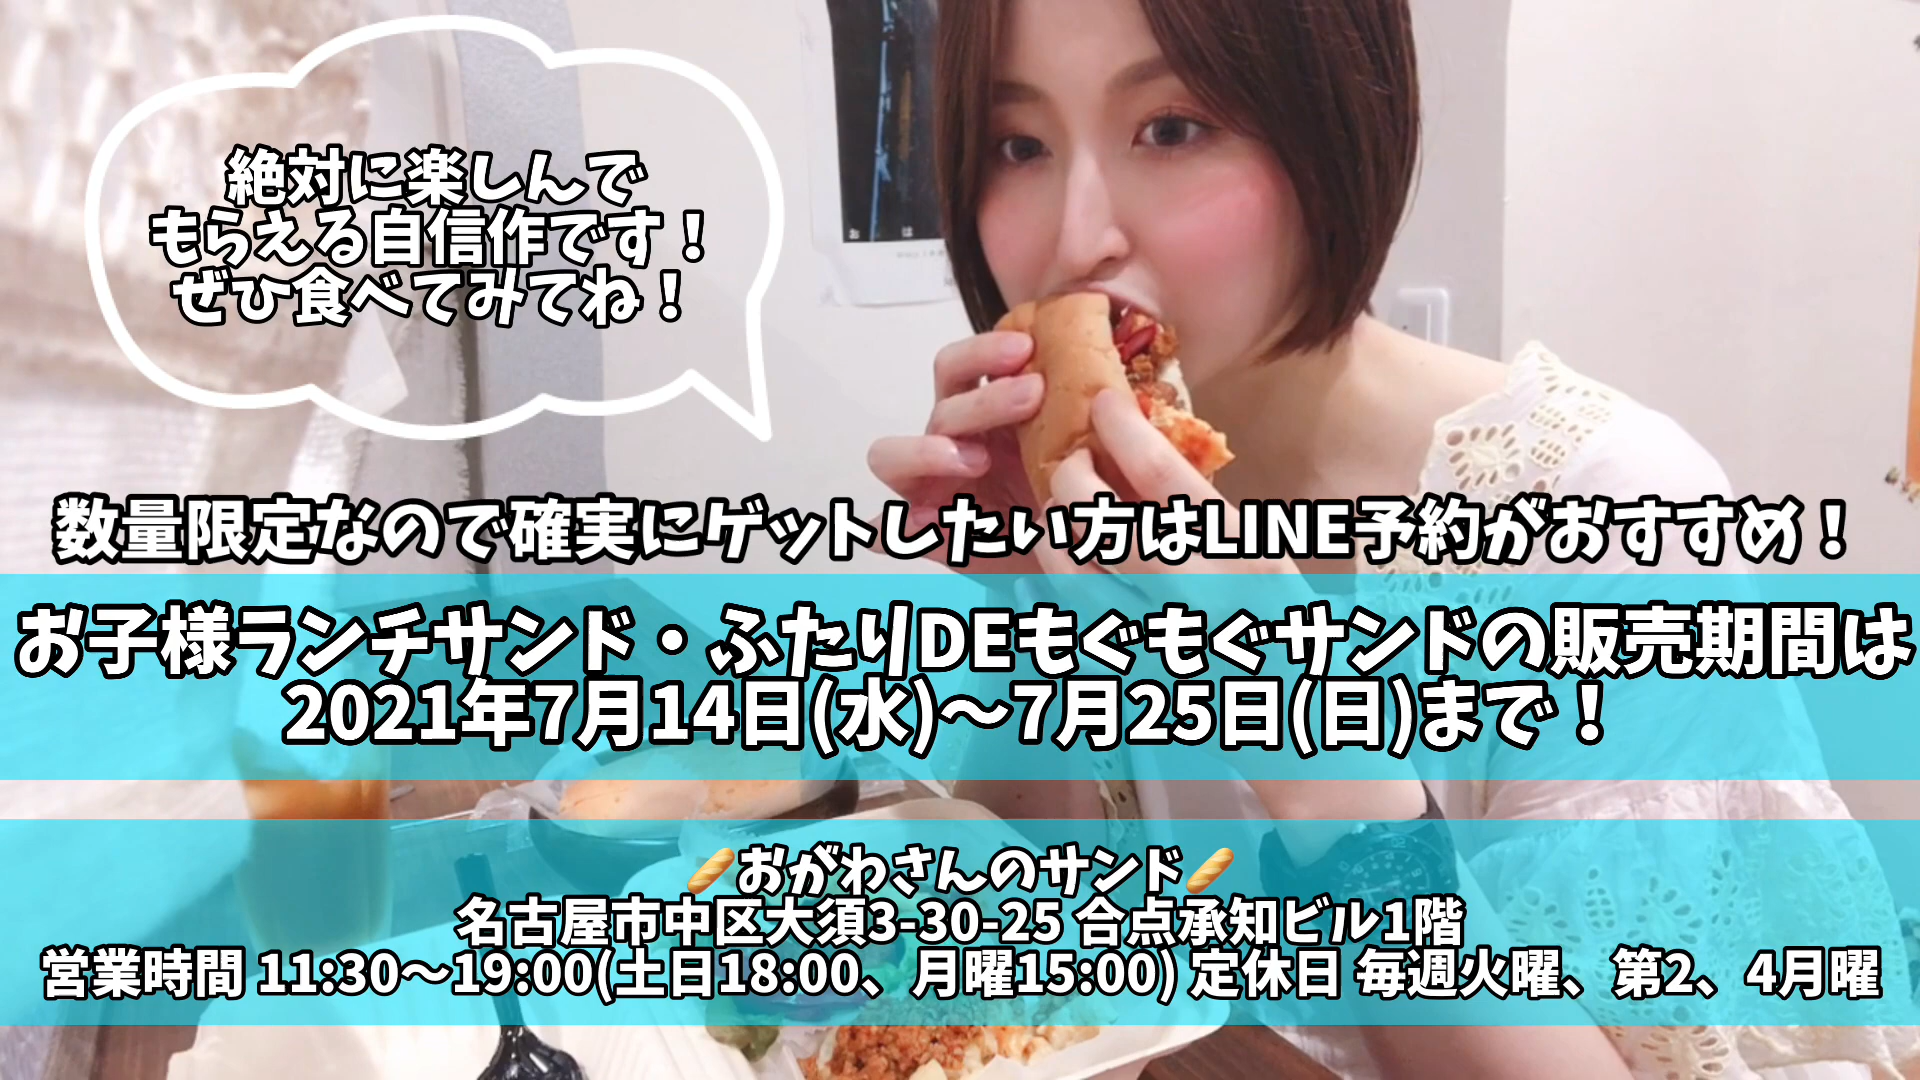 絶対に楽しんで
もらえる自信作です！
ぜひ食べてみてね！
数量限定なので確実にゲットしたい方はLINE予約がおすすめ！
お子様ランチサンド・ふたりDEもぐもぐサンドの販売期間は
2021年7月14日(水)〜7月25日(日)まで！
🥖おがわさんのサンド🥖
名古屋市中区大須3-30-25 合点承知ビル1階
営業時間 11:30〜19:00(土日18:00、月曜15:00) 定休日 毎週火曜、第2、4月曜